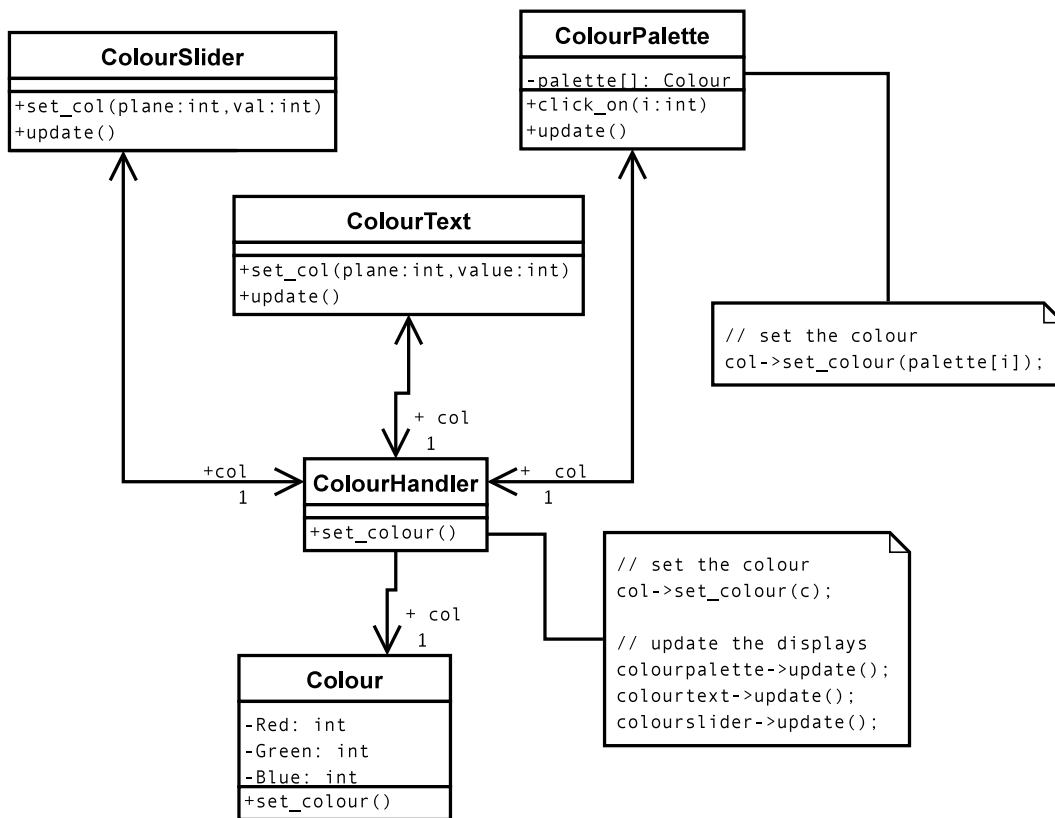 ColourSlider
+set_col(plane:int,val:int)
+update()
ColourPalette
-palette[]: Colour
+click_on(i:int)
+update()
ColourText
+set_col(plane:int,value:int)
+update()
// set the colour
col->set_colour(palette[i]);
+ col
1
+col
1
+ col
1
ColourHandler
+set_colour()
// set the colour
col->set_colour(c);
// update the displays
colourpalette->update();
colourtext->update();
colourslider->update();
+ col
1
Colour
-Red: int
-Green: int
-Blue: int
+set_colour()